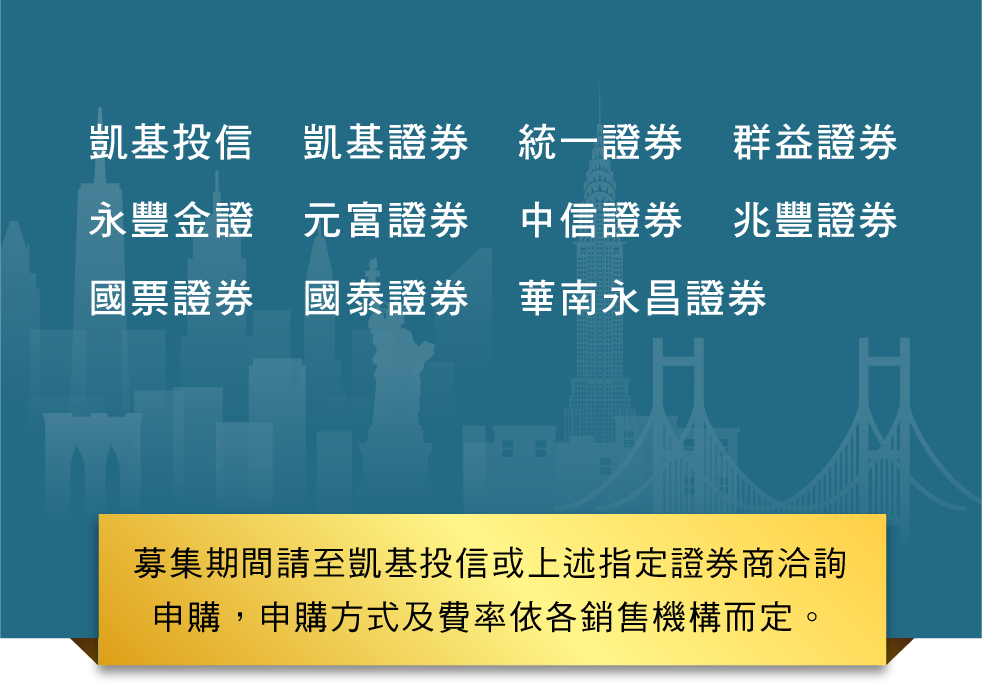 凱基投信 凱基證券 統一證券 群益證券
永豐金證 元富證券 中信證券 兆豐證券
國票證券 國泰證券 華南永昌證券
募集期間請至凱基投信或上述指定證券商洽詢
申購，申購方式及費率依各銷售機構而定。